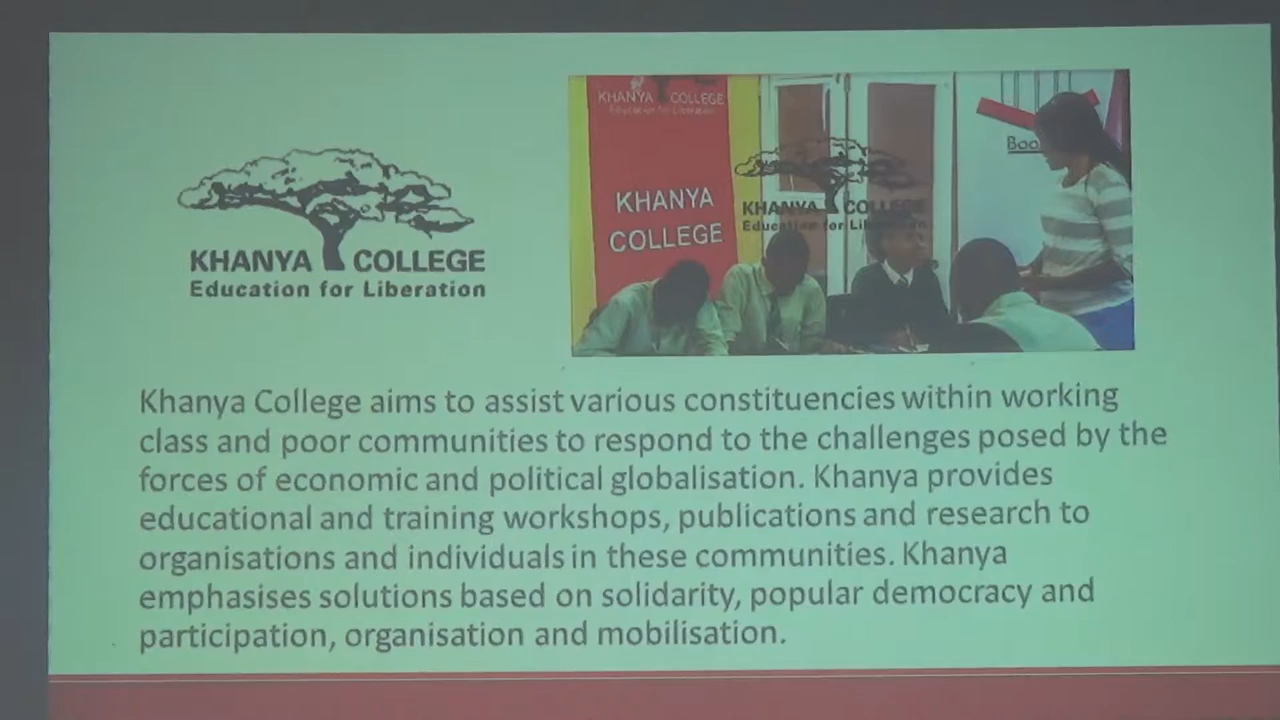 KHANYA COLLEGE
Education for Liberation
KHANYA COLLEGE
Education for Liberation
KHANYA
COLLEGE
KHANYA COLLEGE
Education for Liberation
Boo
Khanya College aims to assist various constituencies within working
class and poor communities to respond to the challenges posed by the
forces of economic and political globalisation. Khanya provides
educational and training workshops, publications and research to
organisations and individuals in these communities. Khanya
emphasises solutions based on solidarity, popular democracy and
participation, organisation and mobilisation.